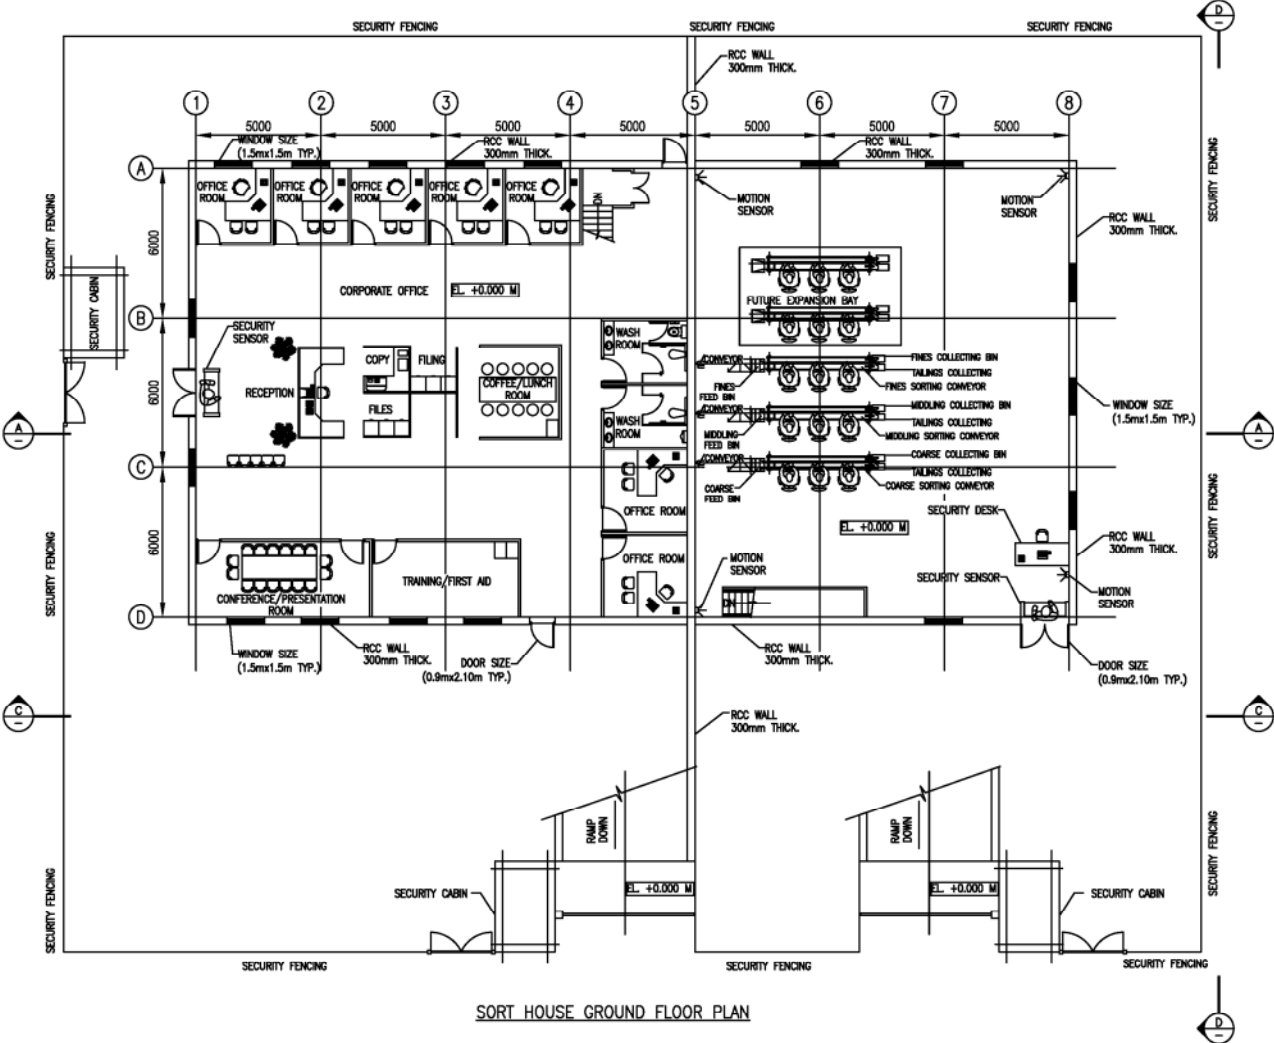 SECURITY FENCING
SECURITY FENCING
SECURITY FENCING
D
–
RCC WALL
300mm THICK.
1
2
3
4
5
6
7
8
5000
5000
5000
5000
5000
5000
5000
WINDOW SIZE
(1.5mx1.5m TYP.)
RCC WALL
300mm THICK.
RCC WALL
300mm THICK.
SECURITY FENCING
A
OFFICE
ROOM
OFFICE
ROOM
OFFICE
ROOM
OFFICE
ROOM
OFFICE
ROOM
DN
MOTION
SENSOR
MOTION
SENSOR
RCC WALL
300mm THICK.
SECURITY FENCING
6000
SECURITY CABIN
CORPORATE OFFICE
EL. +0.000 M
FUTURE EXPANSION BAY
B
SECURITY
SENSOR
WASH
ROOM
COPY
FILING
CONVEYOR
FINES COLLECTING BIN
TAILINGS COLLECTING
FINES SORTING CONVEYOR
FINES
FEED BIN
6000
RECEPTION
COFFEE/LUNCH
ROOM
FILES
WASH
ROOM
CONVEYOR
MIDDLING COLLECTING BIN
TAILINGS COLLECTING
MIDDLING SORTING CONVEYOR
MIDDLING
FEED BIN
WINDOW SIZE
(1.5mx1.5m TYP.)
A
–
A
–
C
CONVEYOR
COARSE COLLECTING BIN
TAILINGS COLLECTING
COARSE SORTING CONVEYOR
COARSE
FEED BIN
SECURITY FENCING
SECURITY FENCING
6000
OFFICE ROOM
SECURITY DESK
EL. +0.000 M
RCC WALL
300mm THICK.
OFFICE ROOM
MOTION
SENSOR
SECURITY SENSOR
MOTION
SENSOR
TRAINING/FIRST AID
CONFERENCE/PRESENTATION
ROOM
DN
D
WINDOW SIZE
(1.5mx1.5m TYP.)
RCC WALL
300mm THICK.
DOOR SIZE
(0.9mx2.10m TYP.)
RCC WALL
300mm THICK.
DOOR SIZE
(0.9mx2.10m TYP.)
C
–
C
–
RCC WALL
300mm THICK.
RAMP
DOWN
RAMP
DOWN
SECURITY FENCING
SECURITY FENCING
SECURITY CABIN
EL. +0.000 M
EL. +0.000 M
SECURITY CABIN
SECURITY FENCING
SECURITY FENCING
SECURITY FENCING
SORT HOUSE GROUND FLOOR PLAN
D
–